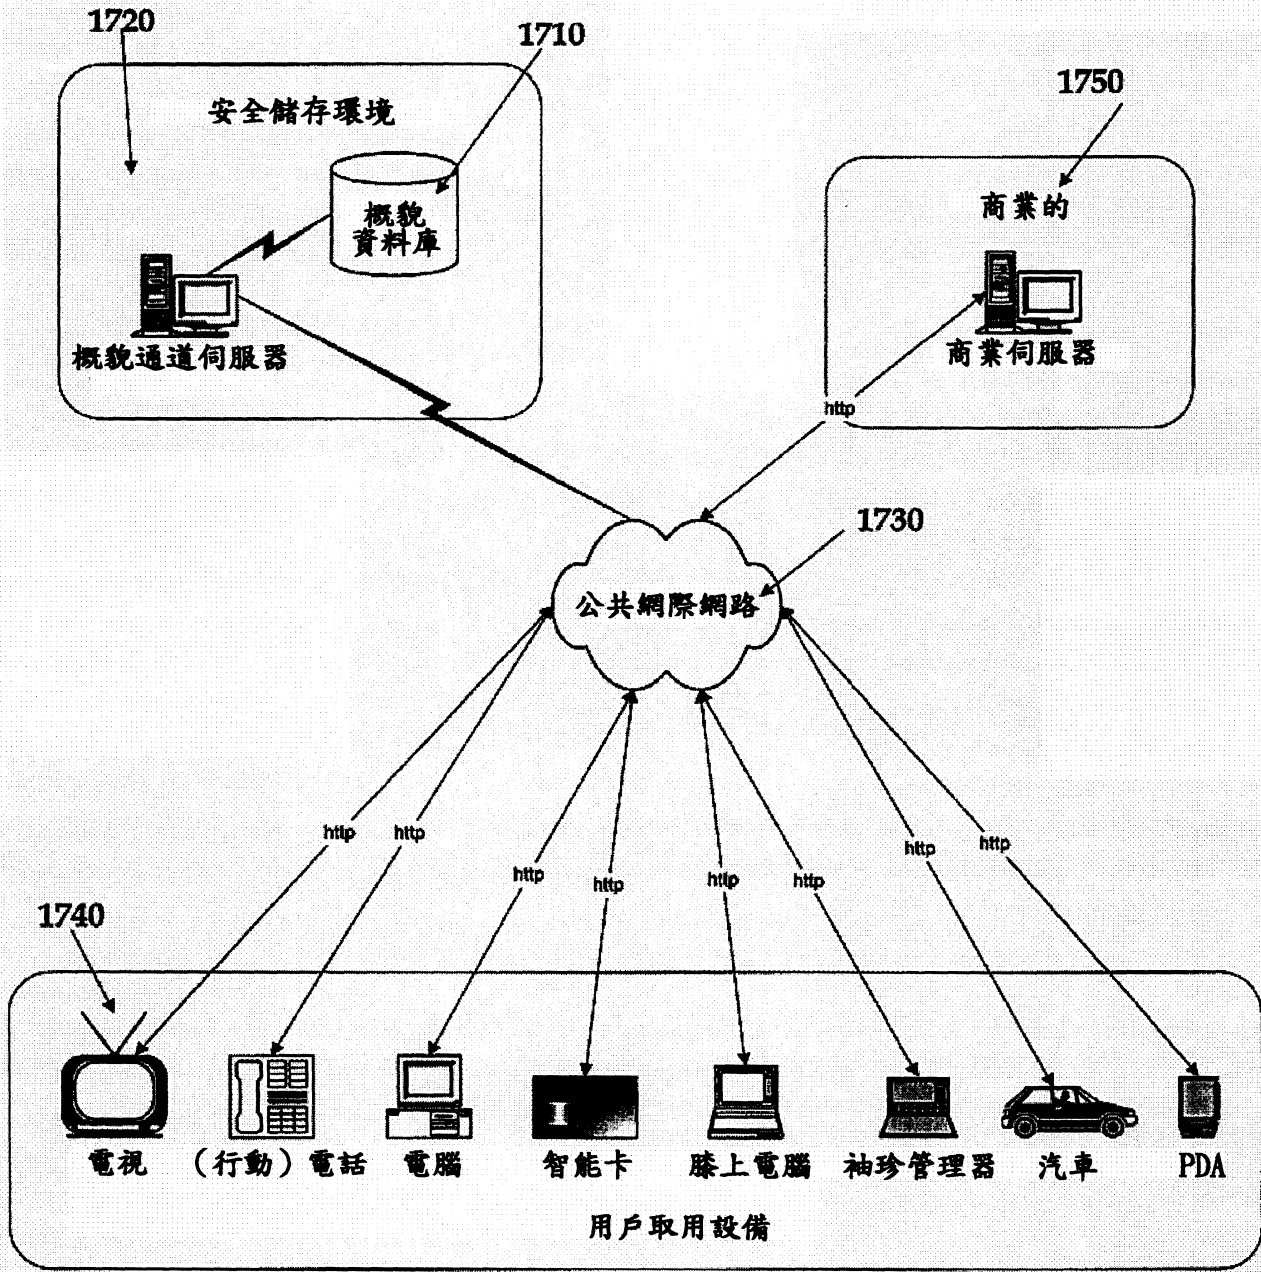 1720
1710
1750
安全儲存環境
概貌
資料庫
概貌通道伺服器
商業的
商業伺服器
http
1730
公共網際網路
http
http
http
http
http
http
http
http
1740
電視
(行動)電話
電腦
智能卡
膝上電腦
袖珍管理器
汽車
PDA
用戶取用設備